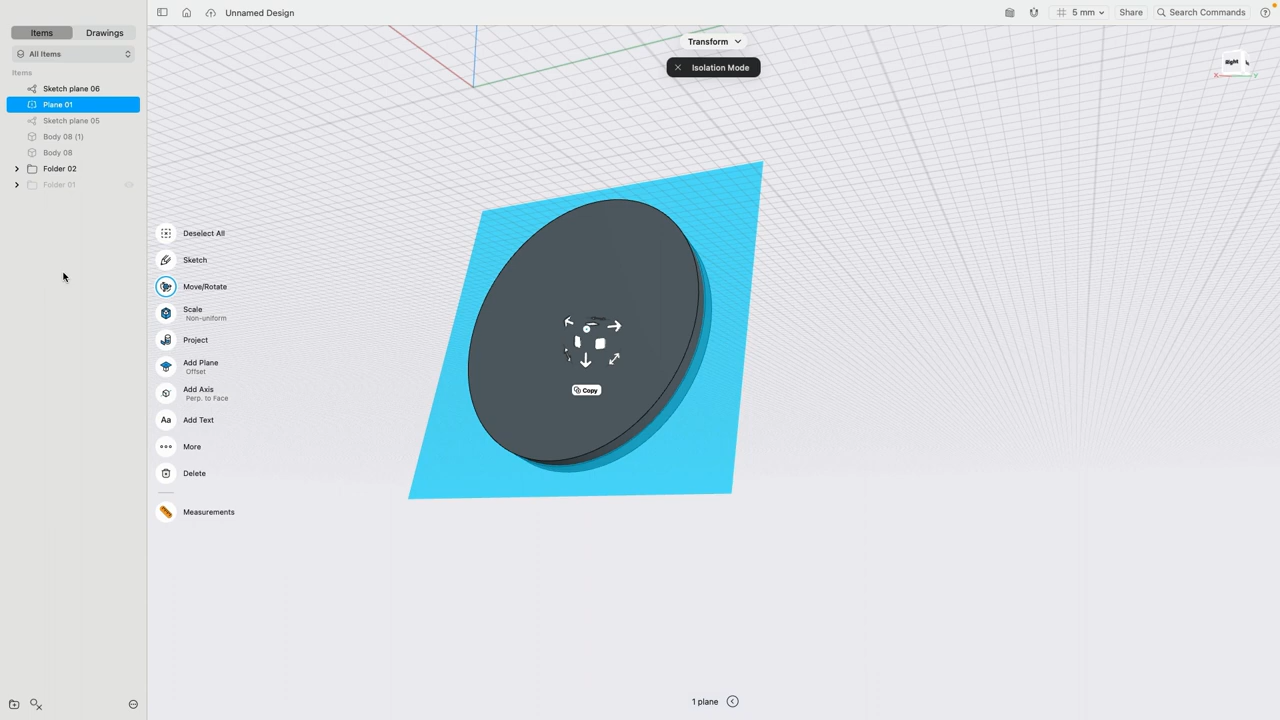 Unnamed Design
5 mm
Share
Search Commands
Items
Drawings
All Items
Items
Sketch plane 06
Plane 01
Sketch plane 05
Body 08 (1)
Body 08
Folder 02
Folder 01
Transform
Isolation Mode
Right
X
Y
Deselect All
Sketch
Move/Rotate
Scale
Non-uniform
Project
Add Plane
Offset
Add Axis
Perp. to Face
Aa
Add Text
More
Delete
Measurements
Copy
1 plane